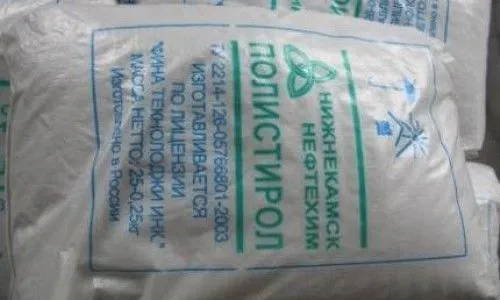 НИЖНЕКАМСК
НЕФТЕХИМ
ПОЛИСТИРОЛ
ТУ 2214-126-05766801-2003
ИЗГОТАВЛИВАЕТСЯ
ПО ЛИЦЕНЗИИ
"ФИНА ТЕХНОЛОДЖИ ИНК."
МАССА НЕТТО: 25-0,25кг
Изготовлено в России